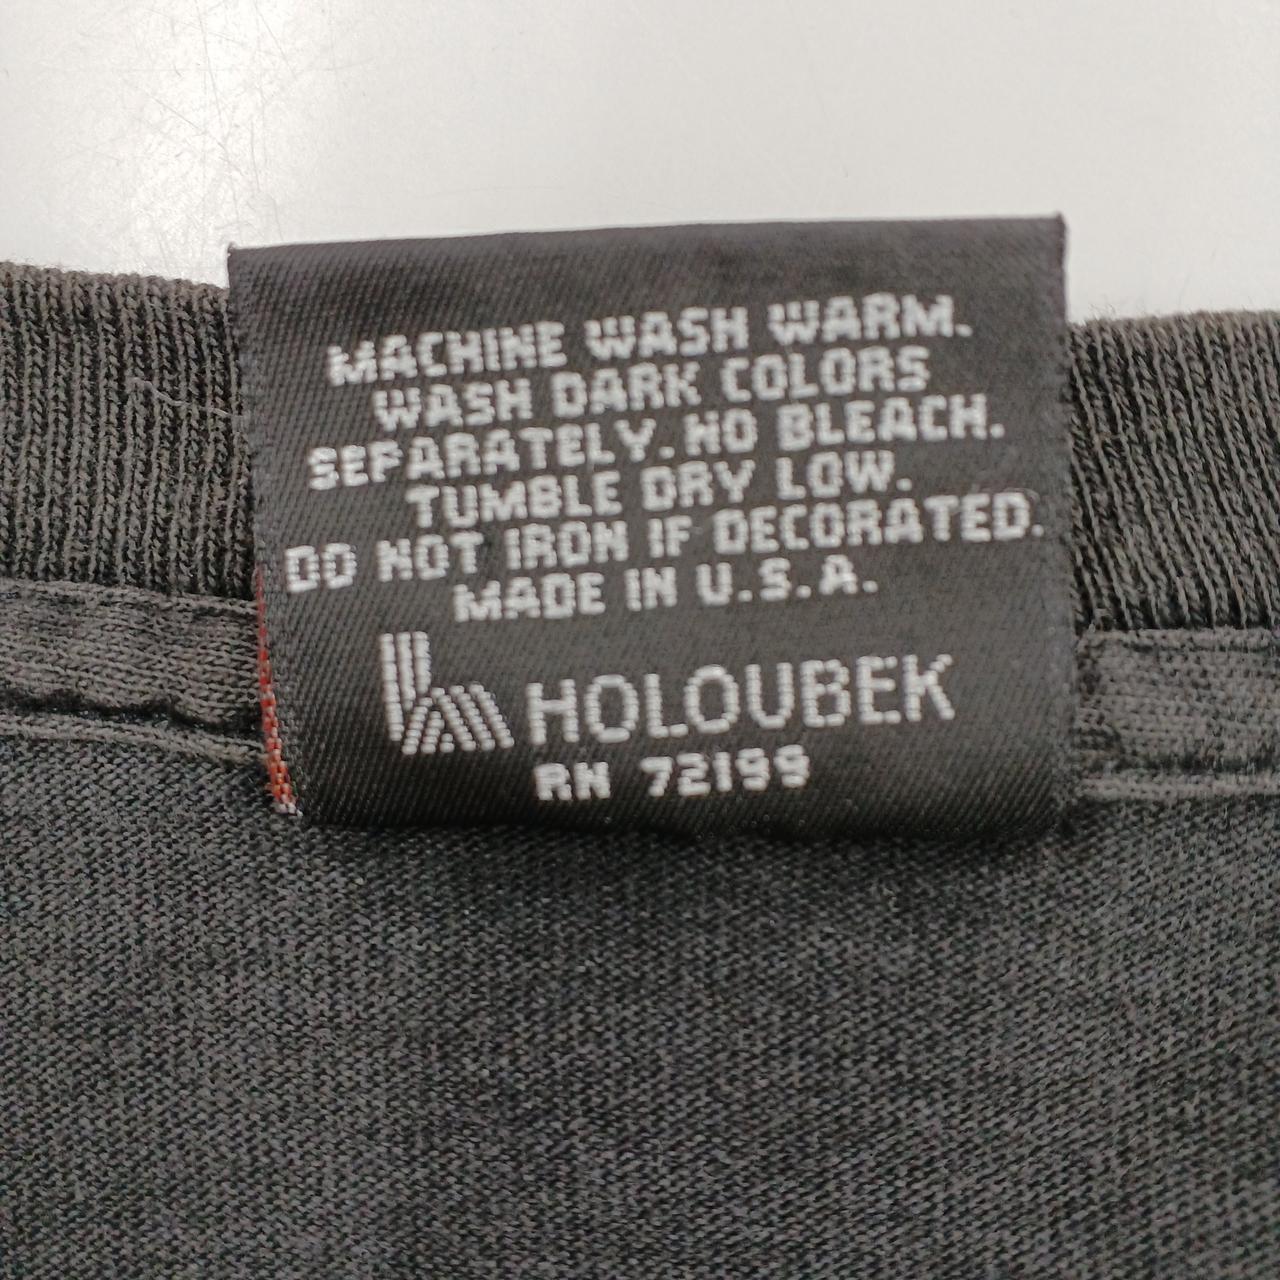 MACHINE WASH WARM.
WASH DARK COLORS
SEPARATELY. NO BLEACH.
TUMBLE DRY LOW.
DO NOT IRON IF DECORATED.
MADE IN U.S.A.
HOLOUBEK
RN 72199